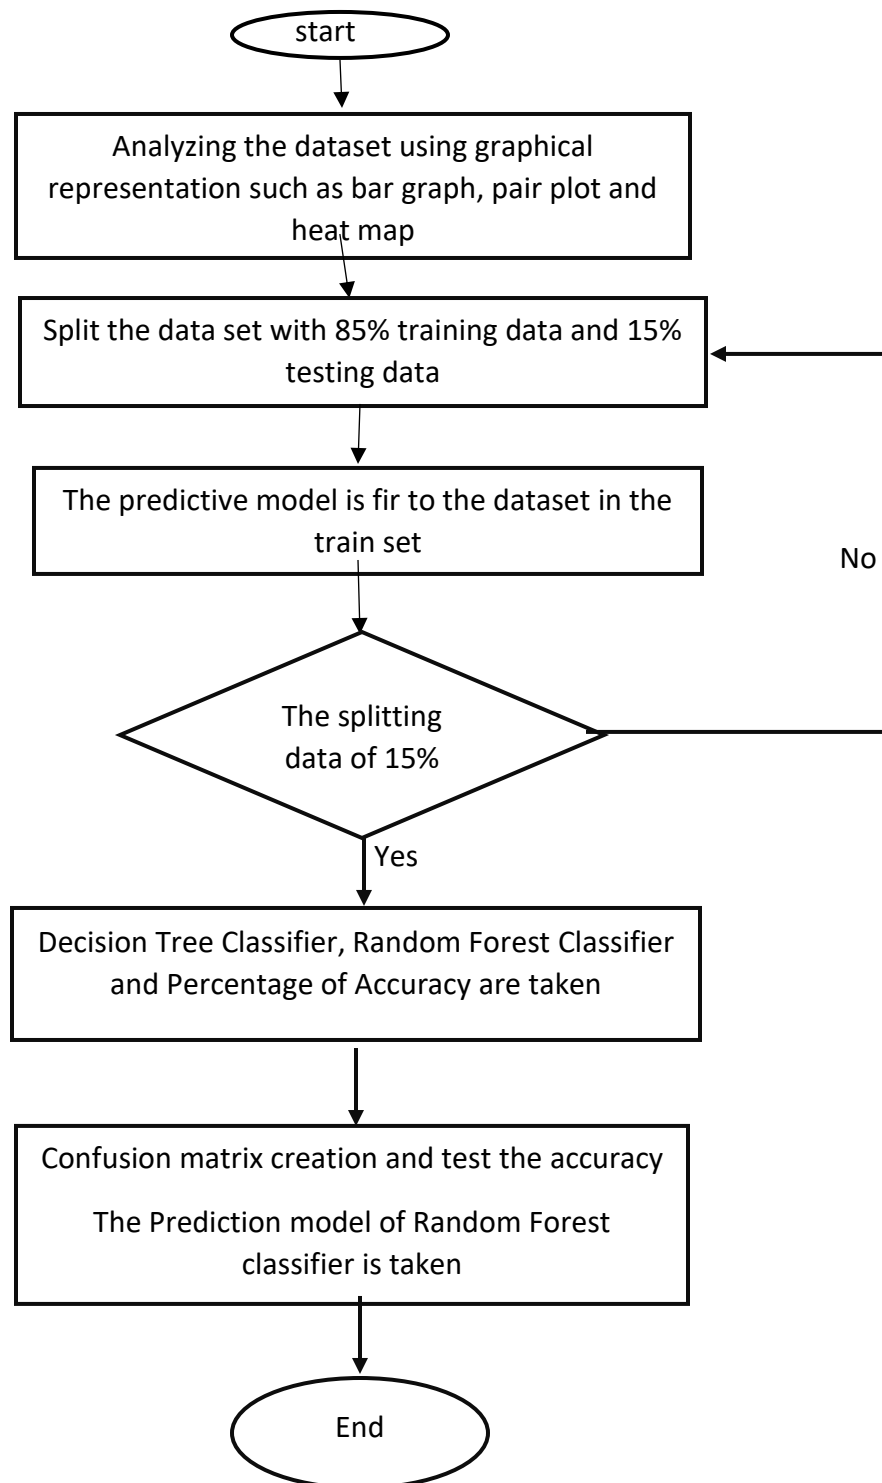 start
Analyzing the dataset using graphical
representation such as bar graph, pair plot and
heat map
Split the data set with 85% training data and 15%
testing data
The predictive model is fir to the dataset in the
train set
No
The splitting
data of 15%
Yes
Decision Tree Classifier, Random Forest Classifier
and Percentage of Accuracy are taken
Confusion matrix creation and test the accuracy
The Prediction model of Random Forest
classifier is taken
End